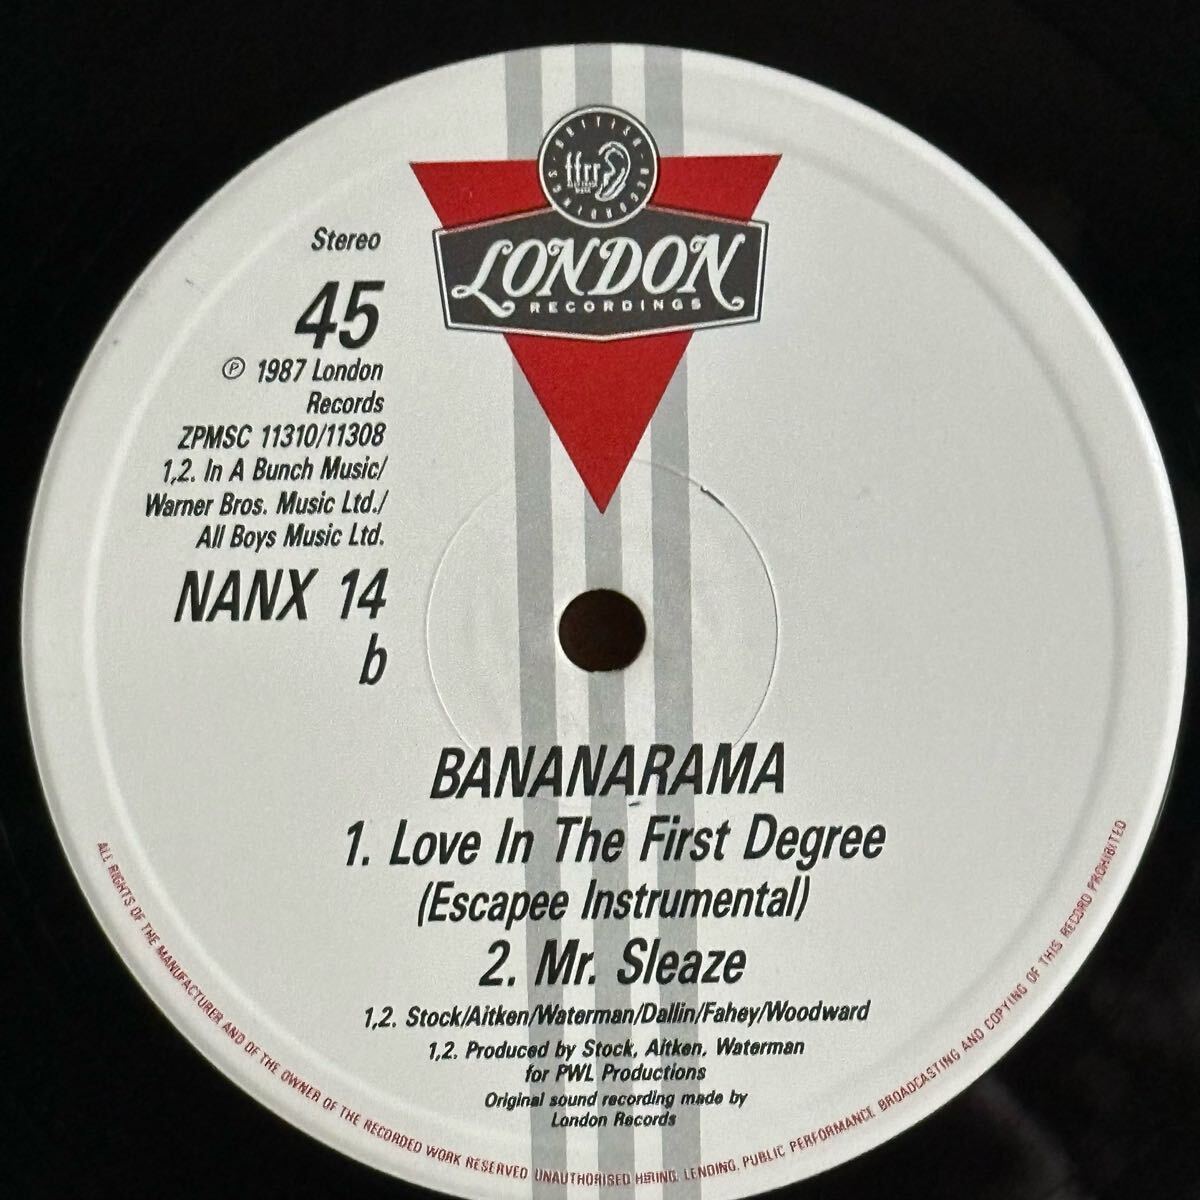 BRITISH RECORDINGS
ffrr
LONDON
RECORDINGS
Stereo
45
Ⓟ 1987 London
Records
ZPMSC 11310/11308
1,2. In A Bunch Music/
Warner Bros. Music Ltd./
All Boys Music Ltd.
NANX 14
b
BANANARAMA
1. Love In The First Degree
(Escapee Instrumental)
2. Mr. Sleaze
1,2. Stock/Aitken/Waterman/Dallin/Fahey/Woodward
1,2. Produced by Stock, Aitken, Waterman
for PWL Productions
Original sound recording made by
London Records
ALL RIGHTS OF THE MANUFACTURER AND OF THE OWNER OF THE RECORDED WORK RESERVED UNAUTHORISED HIRING, LENDING, PUBLIC PERFORMANCE, BROADCASTING AND COPYING OF THIS RECORD PROHIBITED